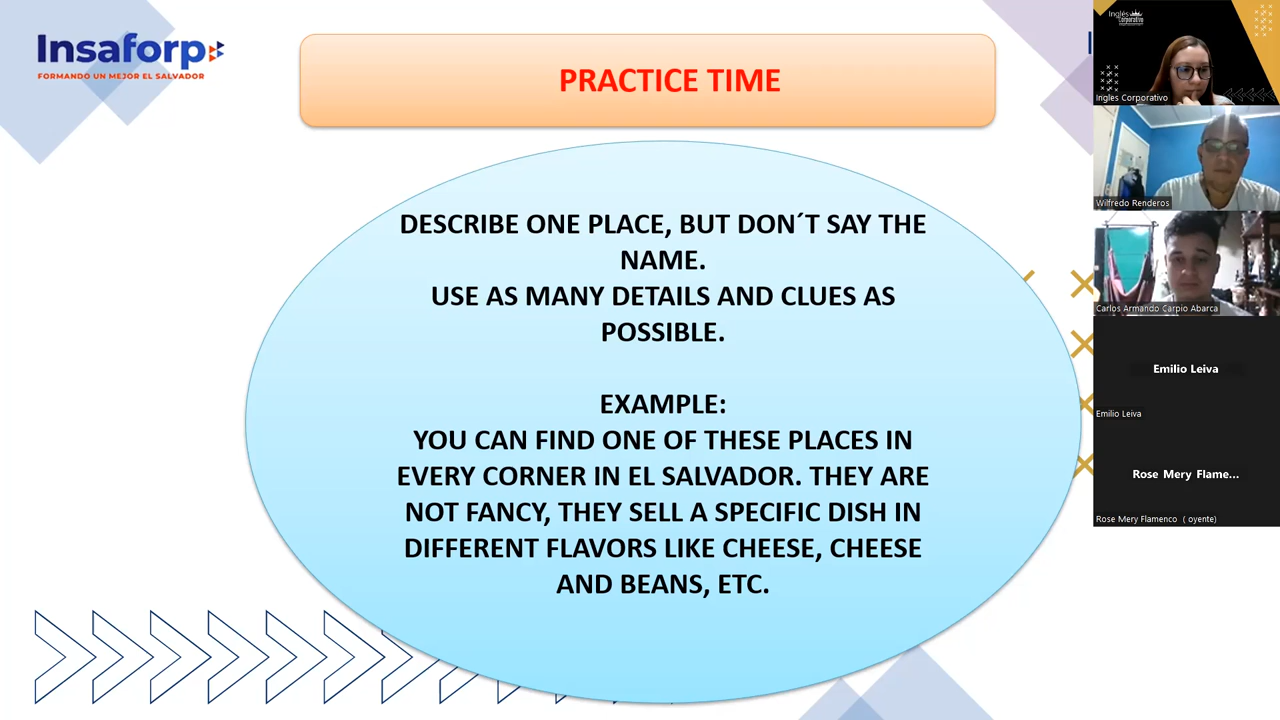 Insaforp
FORMANDO UN MEJOR EL SALVADOR
PRACTICE TIME
DESCRIBE ONE PLACE, BUT DON´T SAY THE
NAME.
USE AS MANY DETAILS AND CLUES AS
POSSIBLE.
EXAMPLE:
YOU CAN FIND ONE OF THESE PLACES IN
EVERY CORNER IN EL SALVADOR. THEY ARE
NOT FANCY, THEY SELL A SPECIFIC DISH IN
DIFFERENT FLAVORS LIKE CHEESE, CHEESE
AND BEANS, ETC.
Inglés
Corporativo
Ingles Corporativo
Wilfredo Renderos
Carlos Armando Carpio Abarca
Emilio Leiva
Emilio Leiva
Rose Mery Flame...
Rose Mery Flamenco ( oyente)